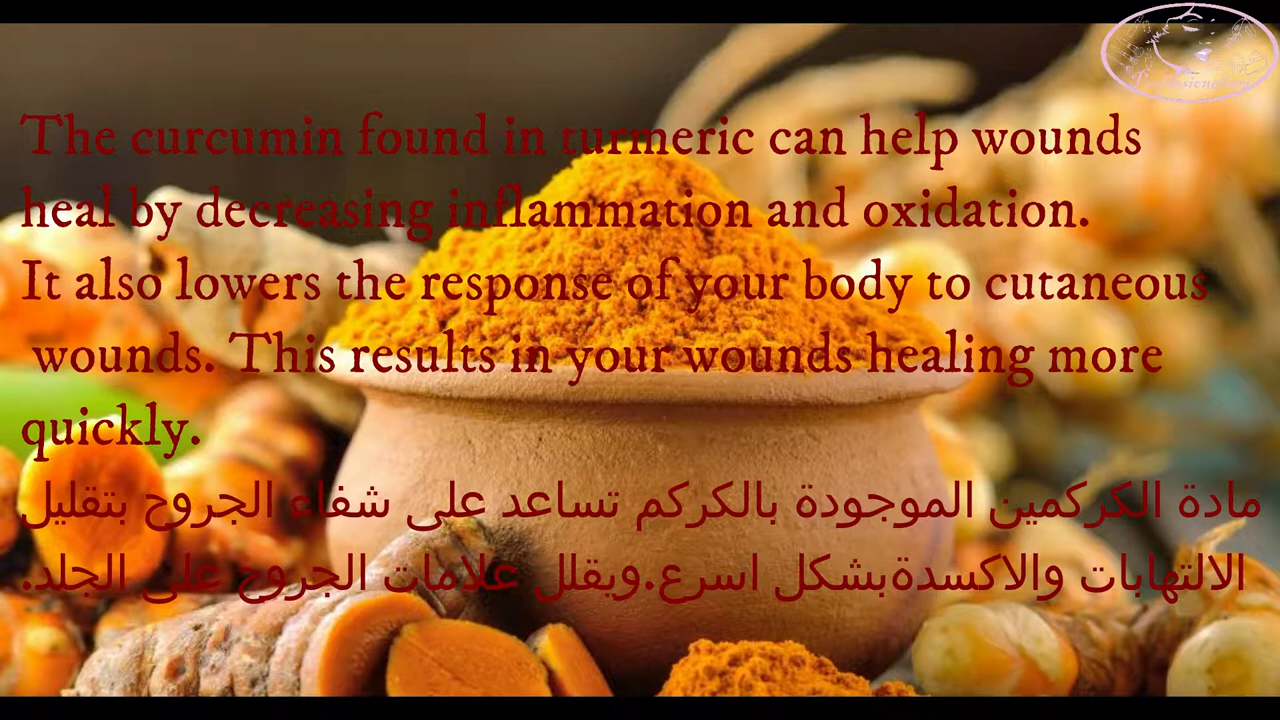 The curcumin found in turmeric can help wounds
heal by decreasing inflammation and oxidation.
It also lowers the response of your body to cutaneous
wounds. This results in your wounds healing more
quickly.
مادة الكركمين الموجودة بالكركم تساعد على شفاء الجروح بتقليل
الالتهابات والاكسدةبشكل اسرع.ويقلل علامات الجروح على الجلد.